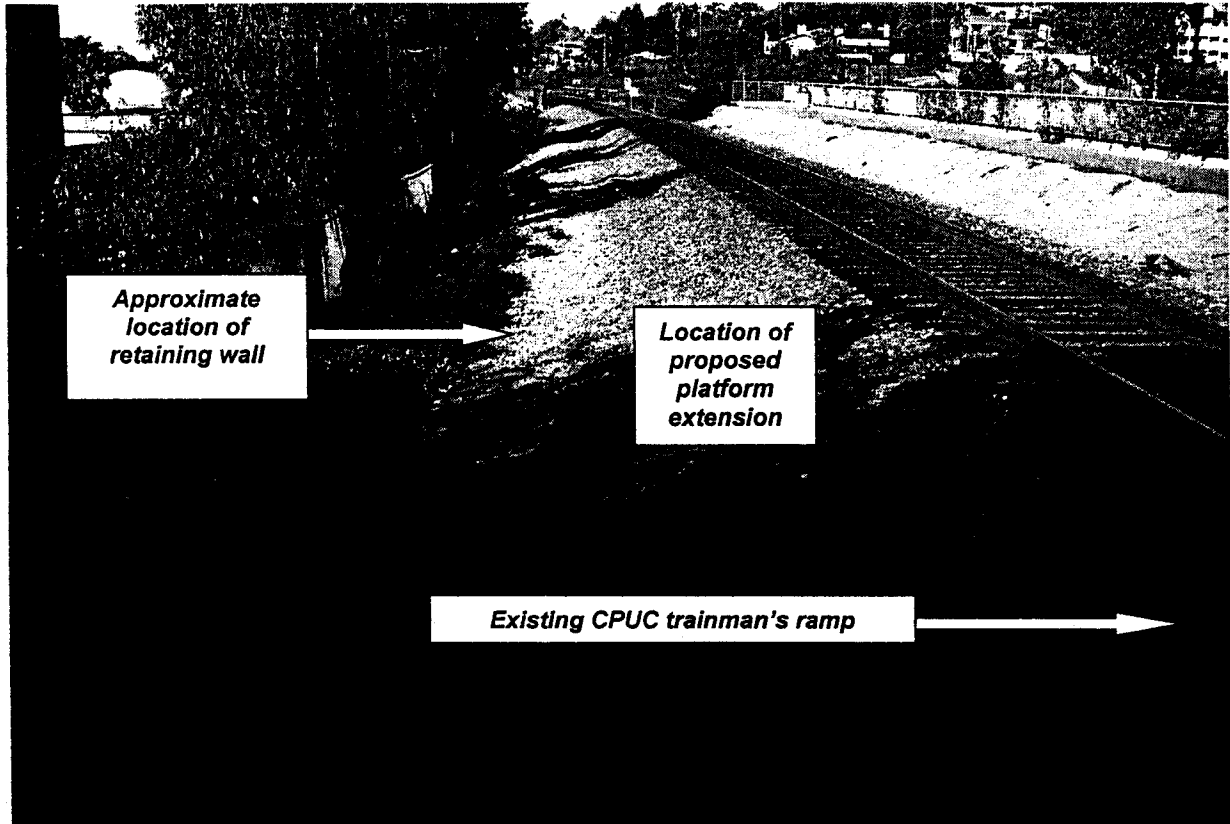 Approximate
location of
retaining wall
Location of
proposed
platform
extension
Existing CPUC trainman's ramp